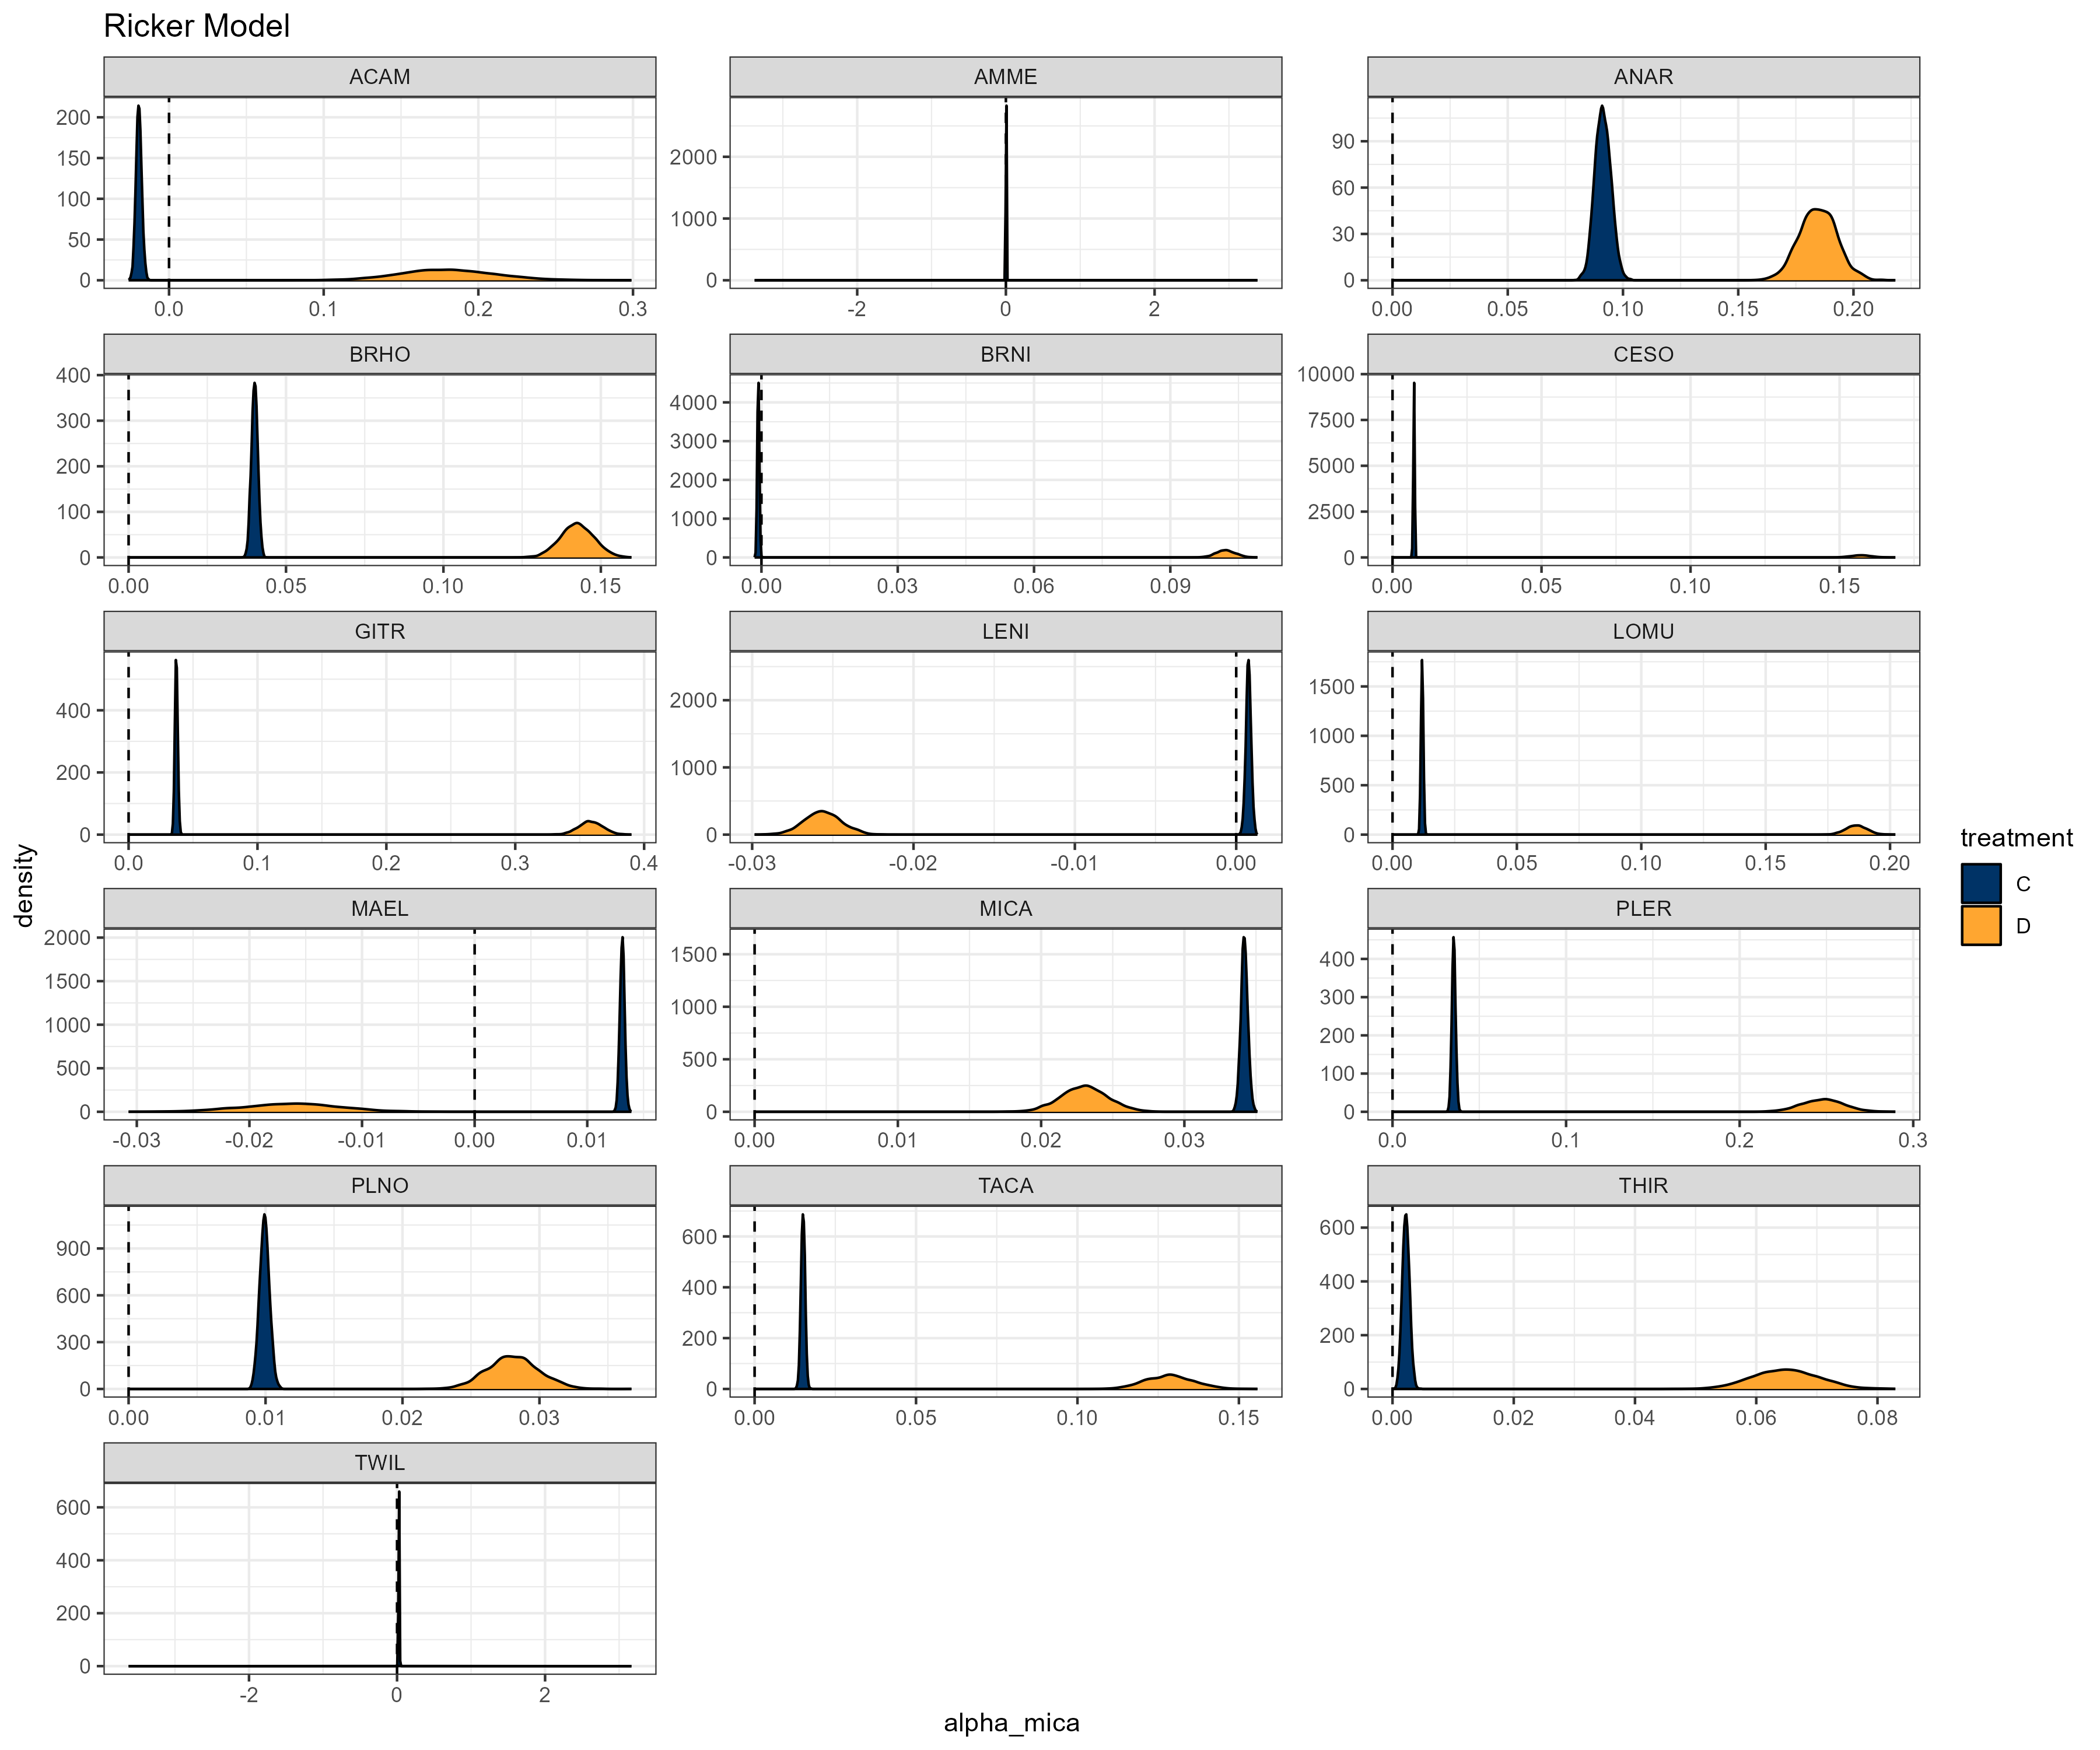 Ricker Model
ACAM
AMME
ANAR
200
150
100
50
0
0.0 0.1 0.2 0.3
2000
1000
0
-2 0 2
90
60
30
0
0.00 0.05 0.10 0.15 0.20
BRHO
BRNI
CESO
400
300
200
100
0
0.00 0.05 0.10 0.15
4000
3000
2000
1000
0
0.00 0.03 0.06 0.09
10000
7500
5000
2500
0
0.00 0.05 0.10 0.15
GITR
LENI
LOMU
400
200
0
0.0 0.1 0.2 0.3 0.4
2000
1000
0
-0.03 -0.02 -0.01 0.00
1500
1000
500
0
0.00 0.05 0.10 0.15 0.20
MAEL
MICA
PLER
2000
1500
1000
500
0
-0.03 -0.02 -0.01 0.00 0.01
1500
1000
500
0
0.00 0.01 0.02 0.03
400
300
200
100
0
0.0 0.1 0.2 0.3
PLNO
TACA
THIR
900
600
300
0
0.00 0.01 0.02 0.03
600
400
200
0
0.00 0.05 0.10 0.15
600
400
200
0
0.00 0.02 0.04 0.06 0.08
TWIL
600
400
200
0
-2 0 2
density
alpha_mica
treatment
C
D